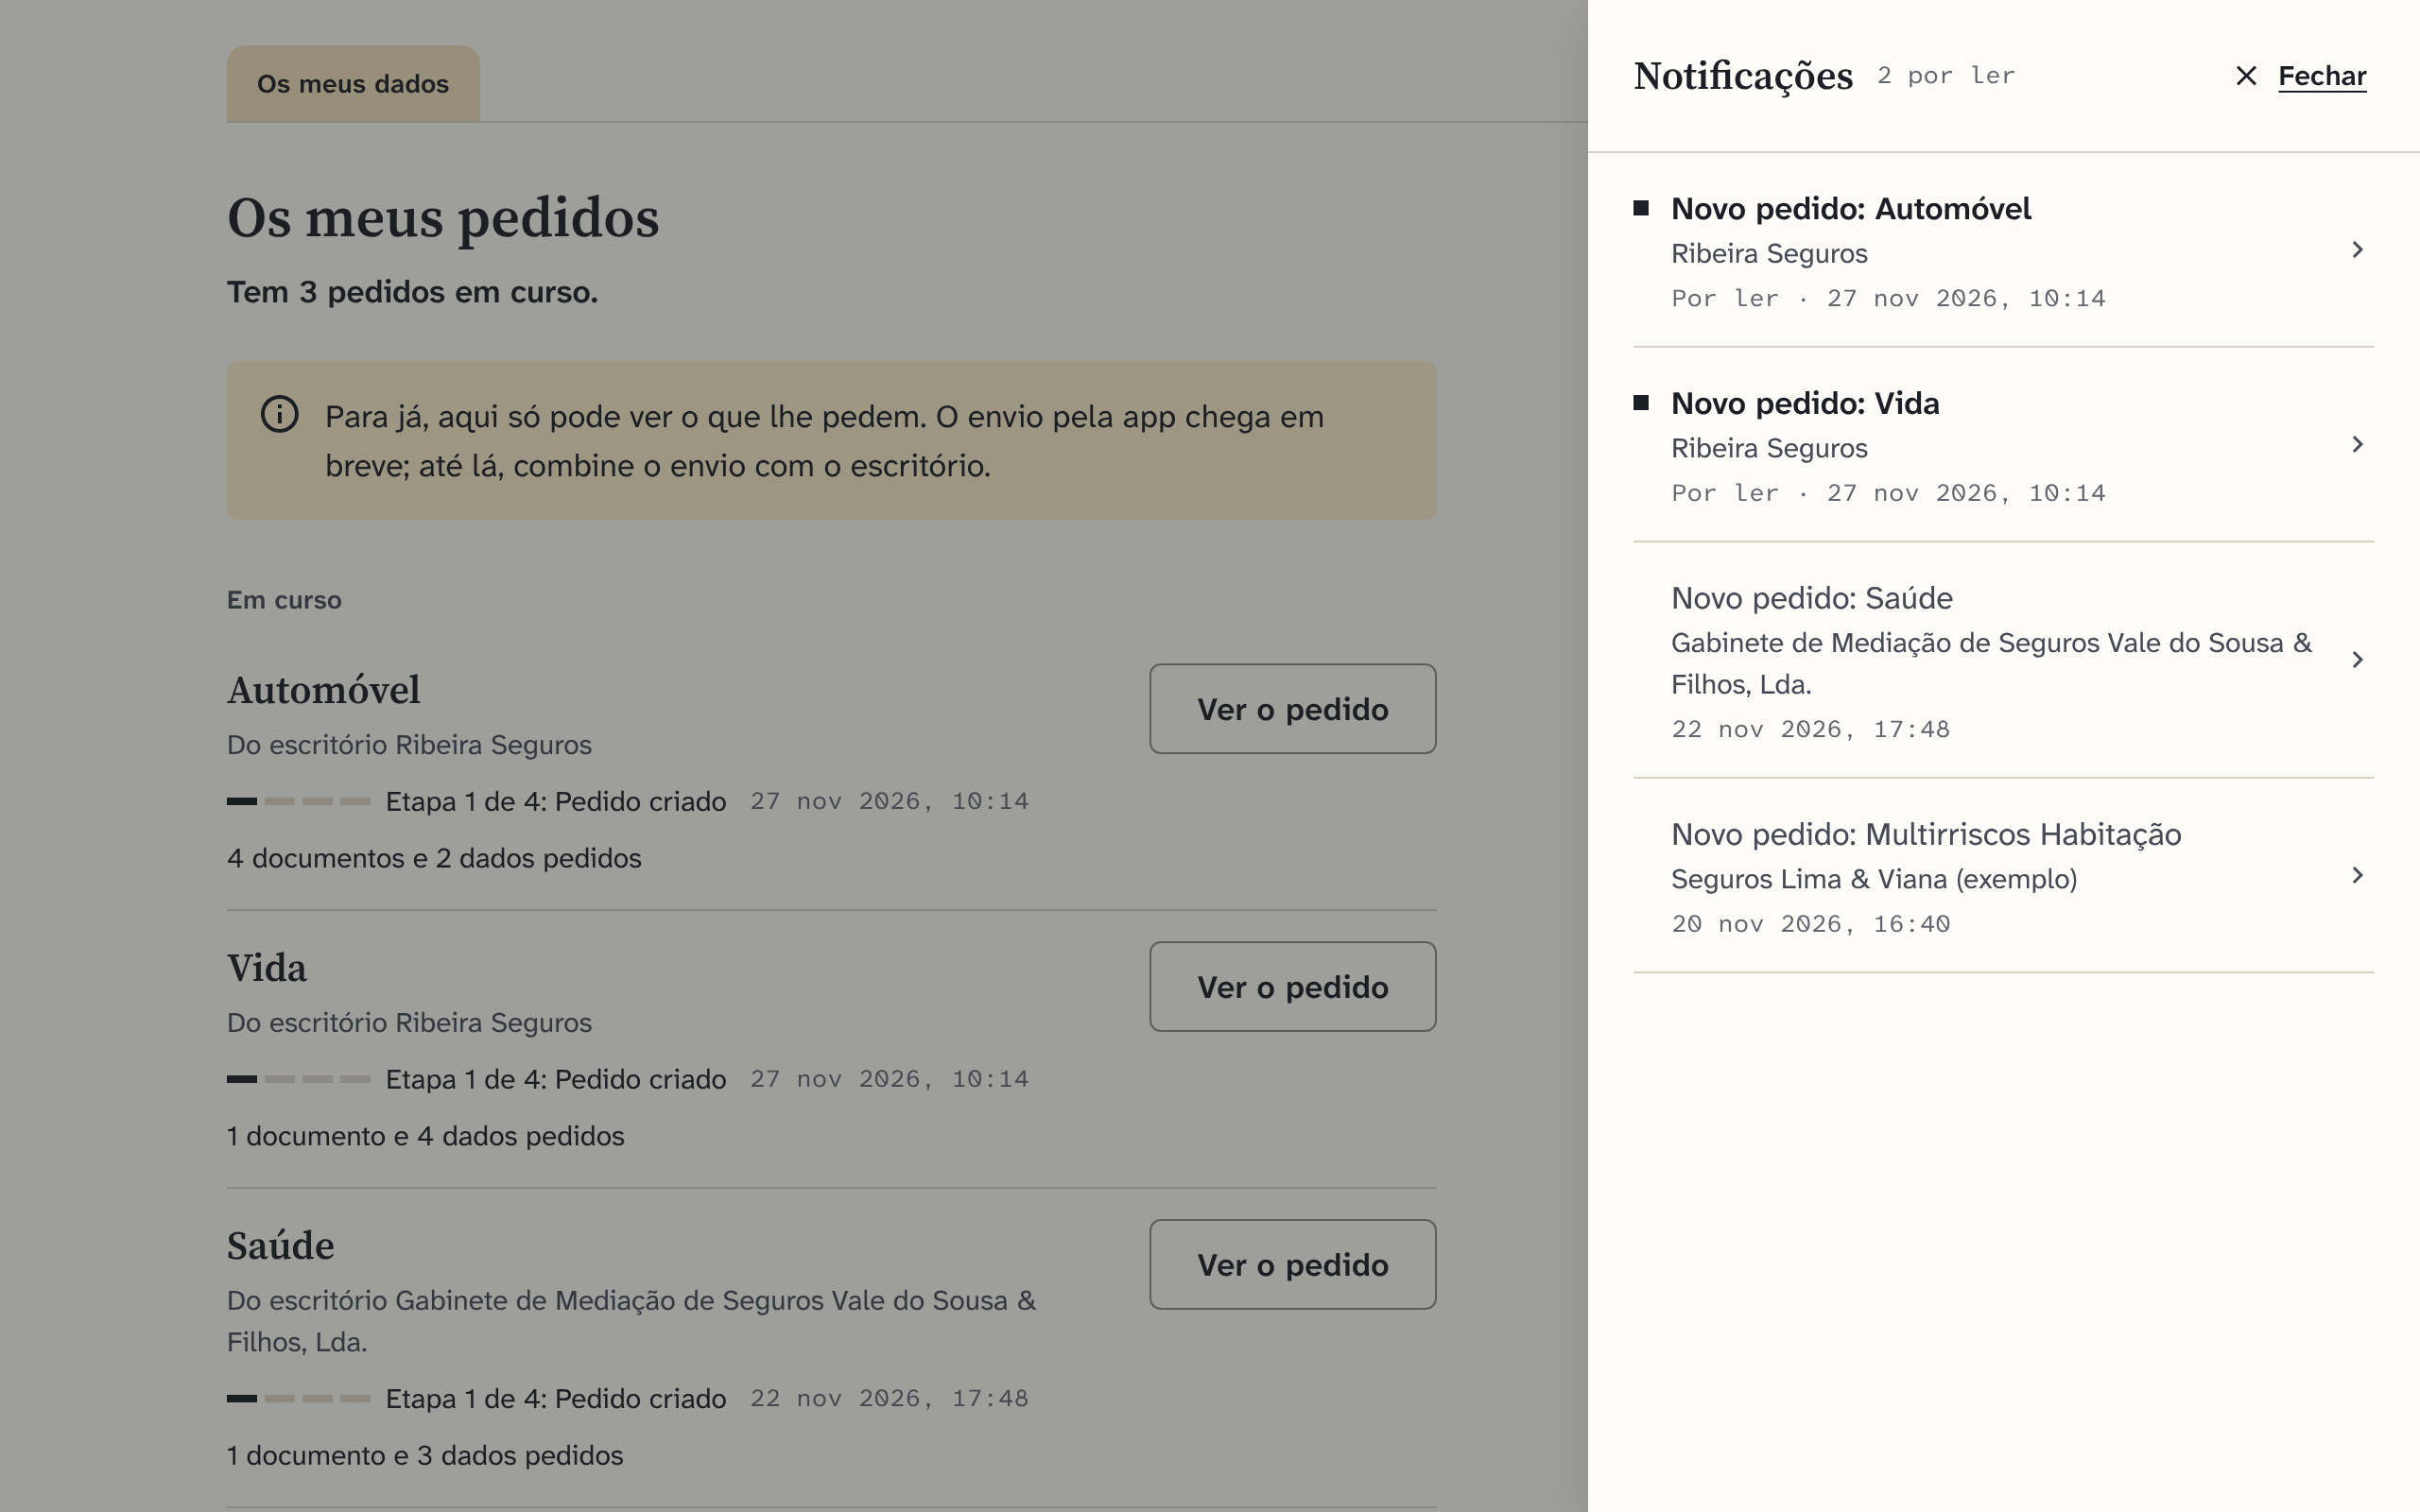 Os meus dados
Os meus pedidos
Tem 3 pedidos em curso.
Para já, aqui só pode ver o que lhe pedem. O envio pela app chega em
breve; até lá, combine o envio com o escritório.
Em curso
Automóvel
Do escritório Ribeira Seguros
Etapa 1 de 4: Pedido criado 27 nov 2026, 10:14
4 documentos e 2 dados pedidos
Ver o pedido
Vida
Do escritório Ribeira Seguros
Etapa 1 de 4: Pedido criado 27 nov 2026, 10:14
1 documento e 4 dados pedidos
Ver o pedido
Saúde
Do escritório Gabinete de Mediação de Seguros Vale do Sousa &
Filhos, Lda.
Etapa 1 de 4: Pedido criado 22 nov 2026, 17:48
1 documento e 3 dados pedidos
Ver o pedido
Notificações 2 por ler
Fechar
Novo pedido: Automóvel
Ribeira Seguros
Por ler · 27 nov 2026, 10:14
Novo pedido: Vida
Ribeira Seguros
Por ler · 27 nov 2026, 10:14
Novo pedido: Saúde
Gabinete de Mediação de Seguros Vale do Sousa &
Filhos, Lda.
22 nov 2026, 17:48
Novo pedido: Multirriscos Habitação
Seguros Lima & Viana (exemplo)
20 nov 2026, 16:40